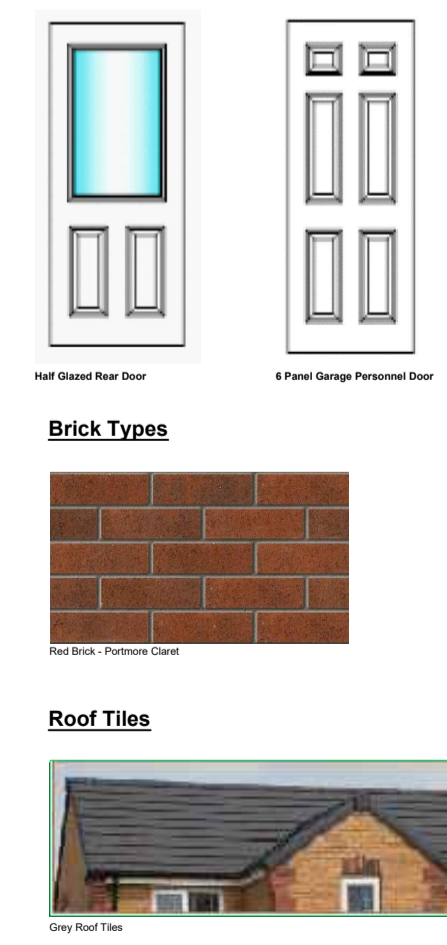 Half Glazed Rear Door
6 Panel Garage Personnel Door
Brick Types
Red Brick - Portmore Claret
Roof Tiles
Grey Roof Tiles